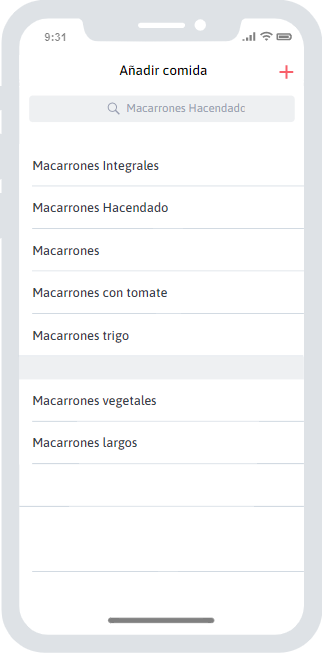 9:31
Añadir comida
Macarrones Hacendado
Macarrones Integrales
Macarrones Hacendado
Macarrones
Macarrones con tomate
Macarrones trigo
Macarrones vegetales
Macarrones largos